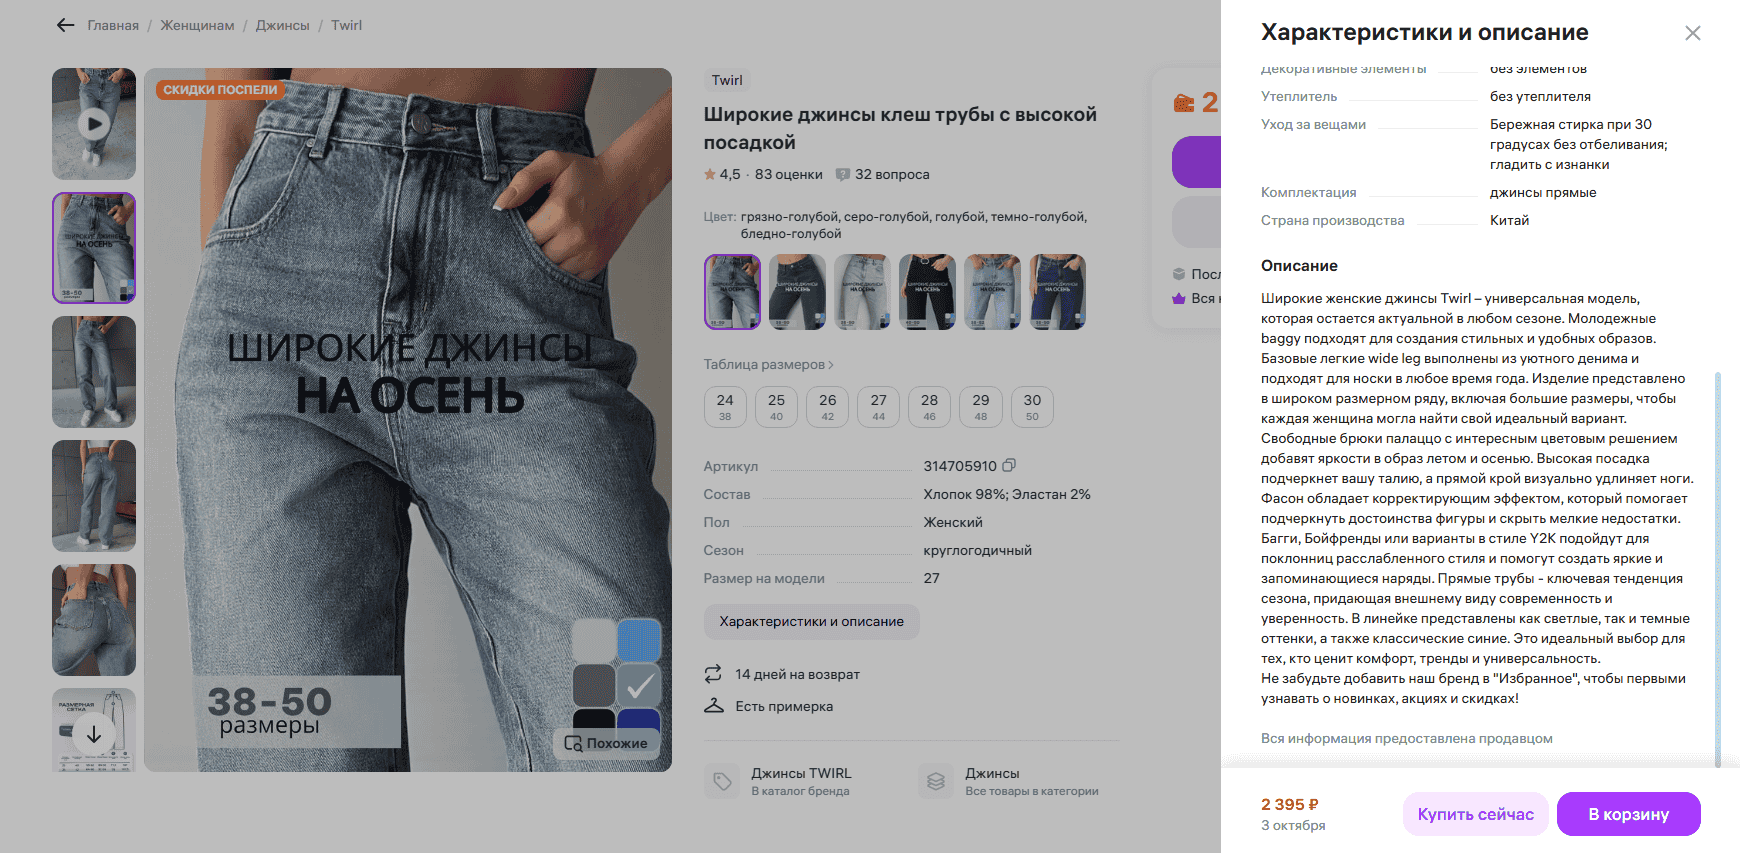 Главная / Женщинам / Джинсы / Twirl
СКИДКИ ПОСПЕЛИ
ШИРОКИЕ ДЖИНСЫ
НА ОСЕНЬ
38-50
размеры
Похожие
Twirl
Широкие джинсы клеш трубы с высокой
посадкой
4,5 · 83 оценки 32 вопроса
Цвет: грязно-голубой, серо-голубой, голубой, темно-голубой,
бледно-голубой
Таблица размеров
24 25 26 27 28 29 30
38 40 42 44 46 48 50
Артикул 314705910
Состав Хлопок 98%; Эластан 2%
Пол Женский
Сезон круглогодичный
Размер на модели 27
Характеристики и описание
14 дней на возврат
Есть примерка
Джинсы TWIRL
В каталог бренда
Джинсы
Все товары в категории
2
Вся
Характеристики и описание
Декоративные элементы без элементов
Утеплитель без утеплителя
Уход за вещами Бережная стирка при 30
градусах без отбеливания;
гладить с изнанки
Комплектация джинсы прямые
Страна производства Китай
Описание
Широкие женские джинсы Twirl – универсальная модель,
которая остается актуальной в любом сезоне. Молодежные
baggy подходят для создания стильных и удобных образов.
Базовые легкие wide leg выполнены из уютного денима и
подходят для носки в любое время года. Изделие представлено
в широком размерном ряду, включая большие размеры, чтобы
каждая женщина могла найти свой идеальный вариант.
Свободные брюки палаццо с интересным цветовым решением
добавят яркости в образ летом и осенью. Высокая посадка
подчеркнет вашу талию, а прямой крой визуально удлиняет ноги.
Фасон обладает корректирующим эффектом, который помогает
подчеркнуть достоинства фигуры и скрыть мелкие недостатки.
Багги, Бойфренды или варианты в стиле Y2K подойдут для
поклонниц расслабленного стиля и помогут создать яркие и
запоминающиеся наряды. Прямые трубы - ключевая тенденция
сезона, придающая внешнему виду современность и
уверенность. В линейке представлены как светлые, так и темные
оттенки, а также классические синие. Это идеальный выбор для
тех, кто ценит комфорт, тренды и универсальность.
Не забудьте добавить наш бренд в "Избранное", чтобы первыми
узнавать о новинках, акциях и скидках!
Вся информация предоставлена продавцом
2 395 ₽
3 октября
Купить сейчас
В корзину